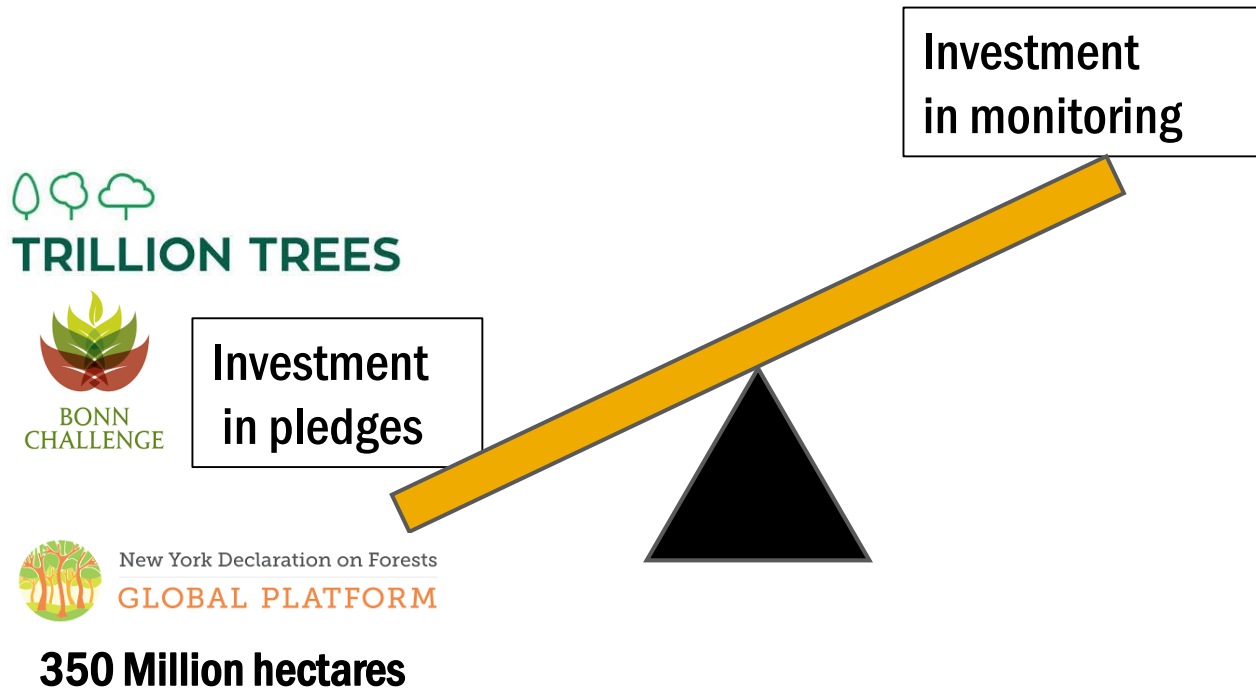 Investment
in monitoring
TRILLION TREES
Investment
in pledges
BONN
CHALLENGE
New York Declaration on Forests
GLOBAL PLATFORM
350 Million hectares